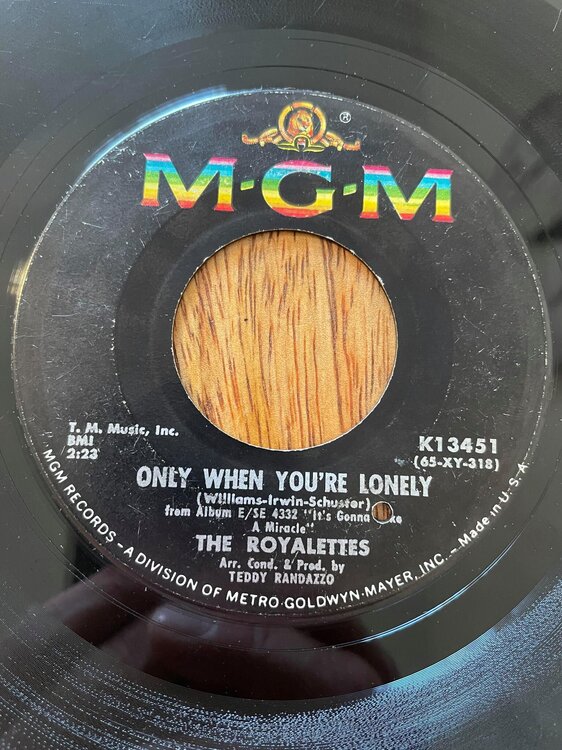 ®
M·G·M
T. M. Music, Inc.
BMI
2:23
K13451
(65-XY-318)
ONLY WHEN YOU'RE LONELY
(Williams-Irwin-Schuster)
from Album E/SE 4332 "It's Gonna ke
A Miracle"
THE ROYALETTES
Arr. Cond. & Prod. by
TEDDY RANDAZZO
MGM RECORDS - A DIVISION OF METRO-GOLDWYN-MAYER, INC. - Made in U.S.A.